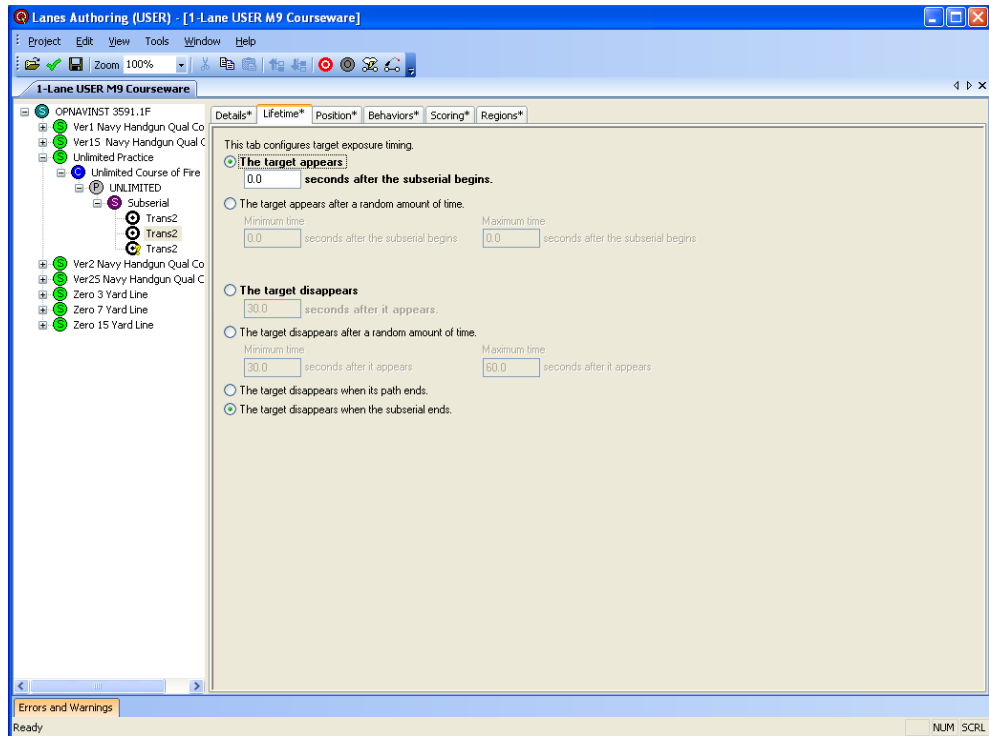 Lanes Authoring (USER) - [1-Lane USER M9 Courseware]
Project Edit View Tools Window Help
Zoom 100%
1-Lane USER M9 Courseware
OPNAVINST 3591.1F
Ver1 Navy Handgun Qual Co
Ver1S Navy Handgun Qual C
Unlimited Practice
Unlimited Course of Fire
UNLIMITED
Subserial
Trans2
Trans2
Trans2
Ver2 Navy Handgun Qual Co
Ver2S Navy Handgun Qual C
Zero 3 Yard Line
Zero 7 Yard Line
Zero 15 Yard Line
Details* Lifetime* Position* Behaviors* Scoring* Regions*
This tab configures target exposure timing.
The target appears
0.0 seconds after the subserial begins.
The target appears after a random amount of time.
Minimum time Maximum time
0.0 seconds after the subserial begins 0.0 seconds after the subserial begins
The target disappears
30.0 seconds after it appears.
The target disappears after a random amount of time.
Minimum time Maximum time
30.0 seconds after it appears 60.0 seconds after it appears
The target disappears when its path ends.
The target disappears when the subserial ends.
Errors and Warnings
Ready NUM SCRL